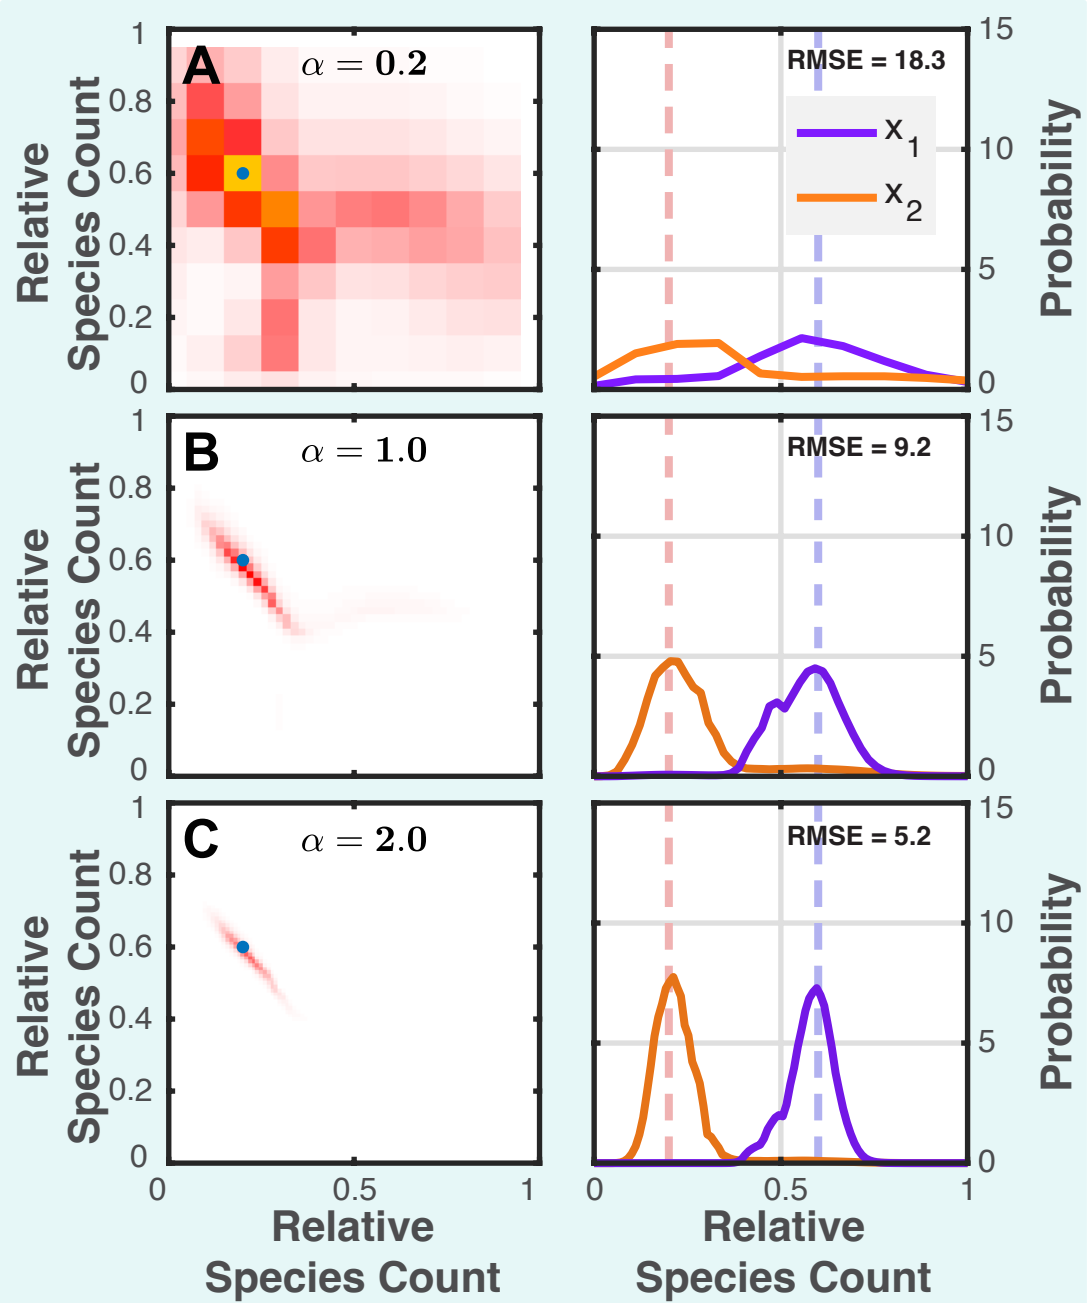 A
α = 0.2
1
0.8
0.6
0.4
0.2
0
Relative
Species Count
RMSE = 18.3
x1
x2
15
10
5
0
Probability
B
α = 1.0
1
0.8
0.6
0.4
0.2
0
Relative
Species Count
RMSE = 9.2
15
10
5
0
Probability
C
α = 2.0
1
0.8
0.6
0.4
0.2
0
Relative
Species Count
0
0.5
1
Relative
Species Count
RMSE = 5.2
15
10
5
0
Probability
0
0.5
1
Relative
Species Count